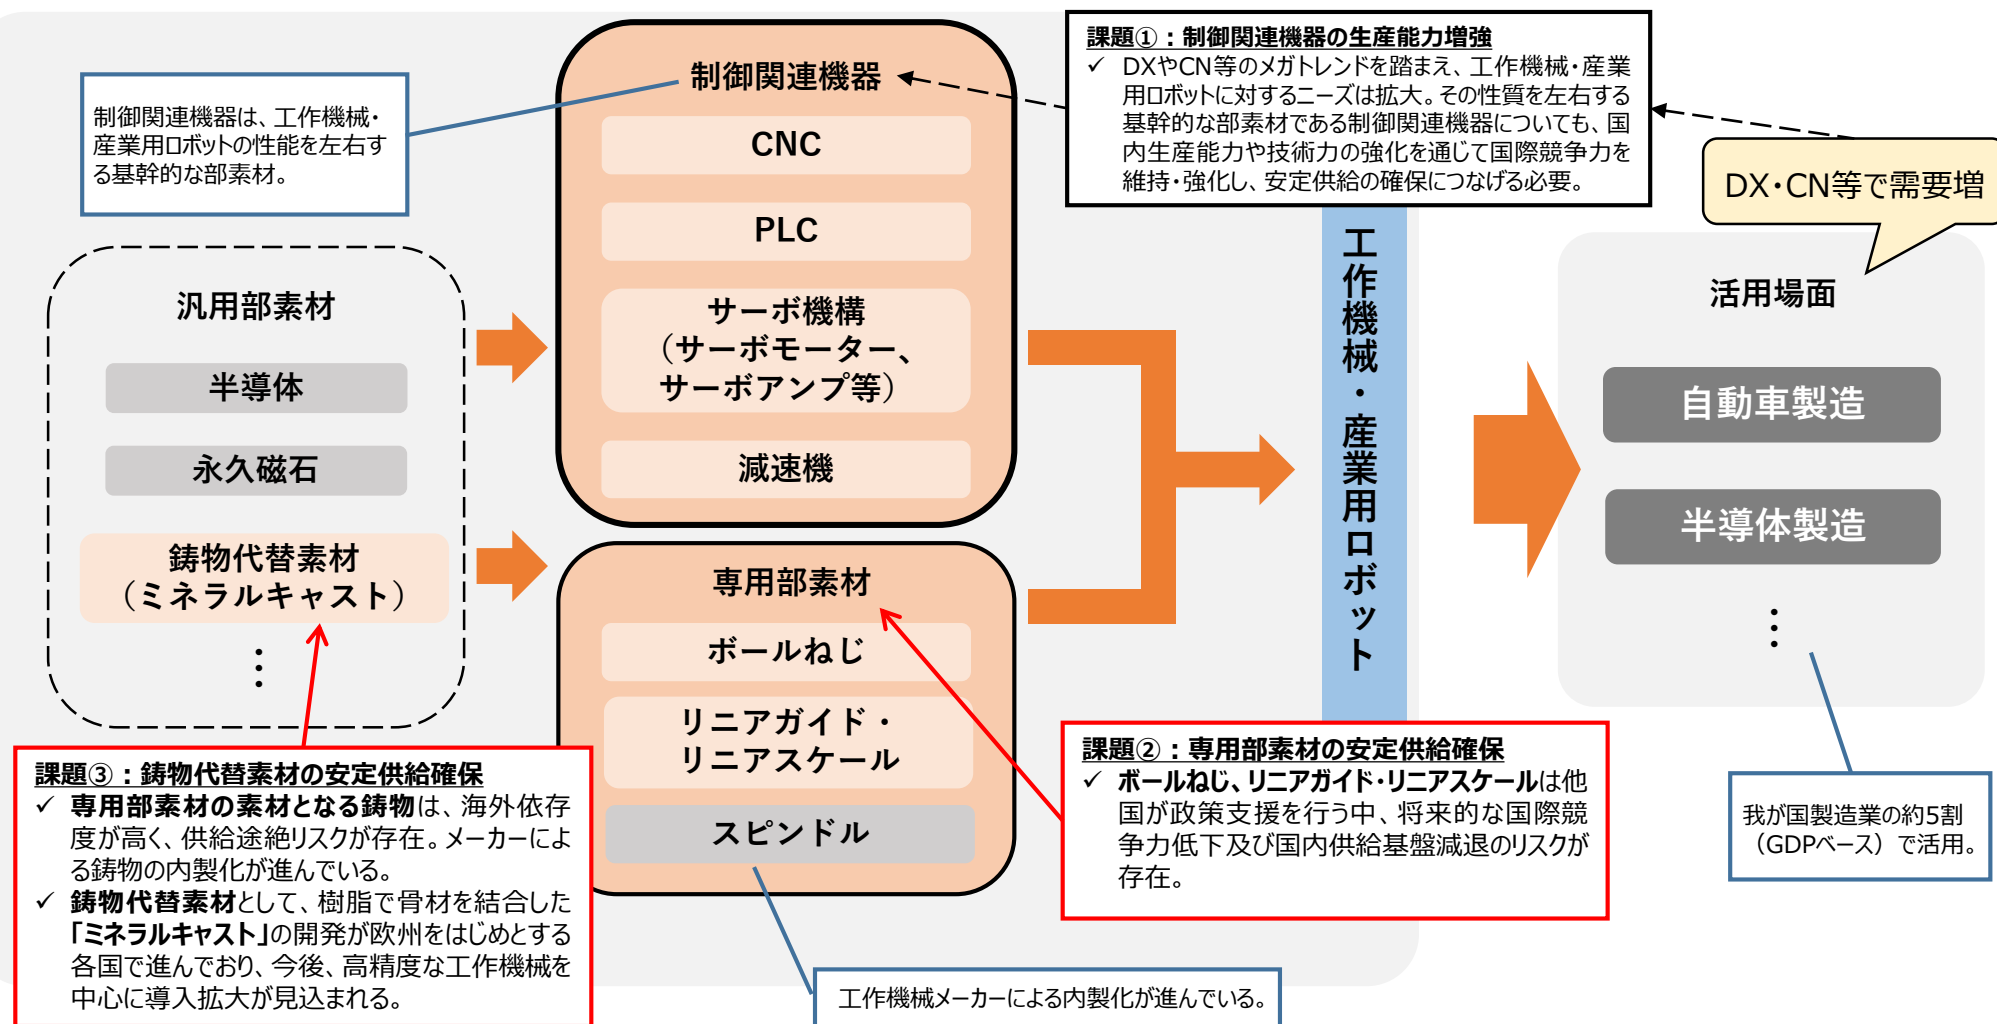 課題①：制御関連機器の生産能力増強
✓ DXやCN等のメガトレンドを踏まえ、工作機械・産業
用ロボットに対するニーズは拡大。その性質を左右する
基幹的な部素材である制御関連機器についても、国
内生産能力や技術力の強化を通じて国際競争力を
維持・強化し、安定供給の確保につなげる必要。
制御関連機器は、工作機械・
産業用ロボットの性能を左右す
る基幹的な部素材。
制御関連機器
CNC
PLC
サーボ機構
（サーボモーター、
サーボアンプ等）
減速機
DX・CN等で需要増
汎用部素材
半導体
永久磁石
鋳物代替素材
（ミネラルキャスト）
⋮
専用部素材
ボールねじ
リニアガイド・
リニアスケール
スピンドル
工作機械・産業用ロボット
活用場面
自動車製造
半導体製造
⋮
課題②：専用部素材の安定供給確保
✓ ボールねじ、リニアガイド・リニアスケールは他
国が政策支援を行う中、将来的な国際競
争力低下及び国内供給基盤減退のリスクが
存在。
課題③：鋳物代替素材の安定供給確保
✓ 専用部素材の素材となる鋳物は、海外依存
度が高く、供給途絶リスクが存在。メーカーによ
る鋳物の内製化が進んでいる。
✓ 鋳物代替素材として、樹脂で骨材を結合した
「ミネラルキャスト」の開発が欧州をはじめとする
各国で進んでおり、今後、高精度な工作機械を
中心に導入拡大が見込まれる。
我が国製造業の約5割
（GDPベース）で活用。
工作機械メーカーによる内製化が進んでいる。